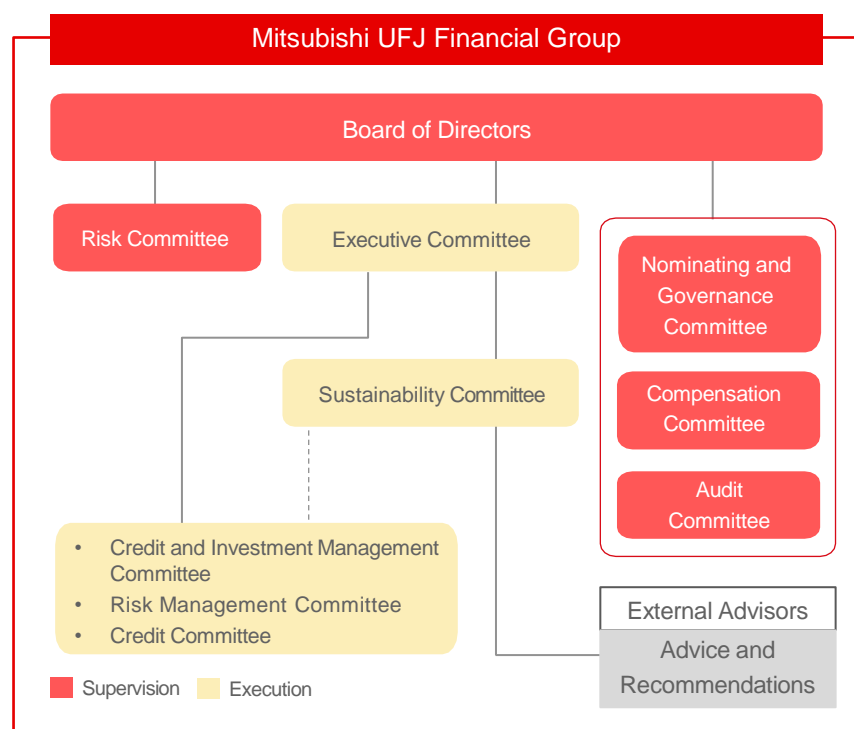 Mitsubishi UFJ Financial Group
Board of Directors
Risk Committee
Executive Committee
Nominating and
Governance
Committee
Sustainability Committee
Compensation
Committee
Audit
Committee
• Credit and Investment Management
Committee
• Risk Management Committee
• Credit Committee
External Advisors
Advice and
Recommendations
Supervision
Execution